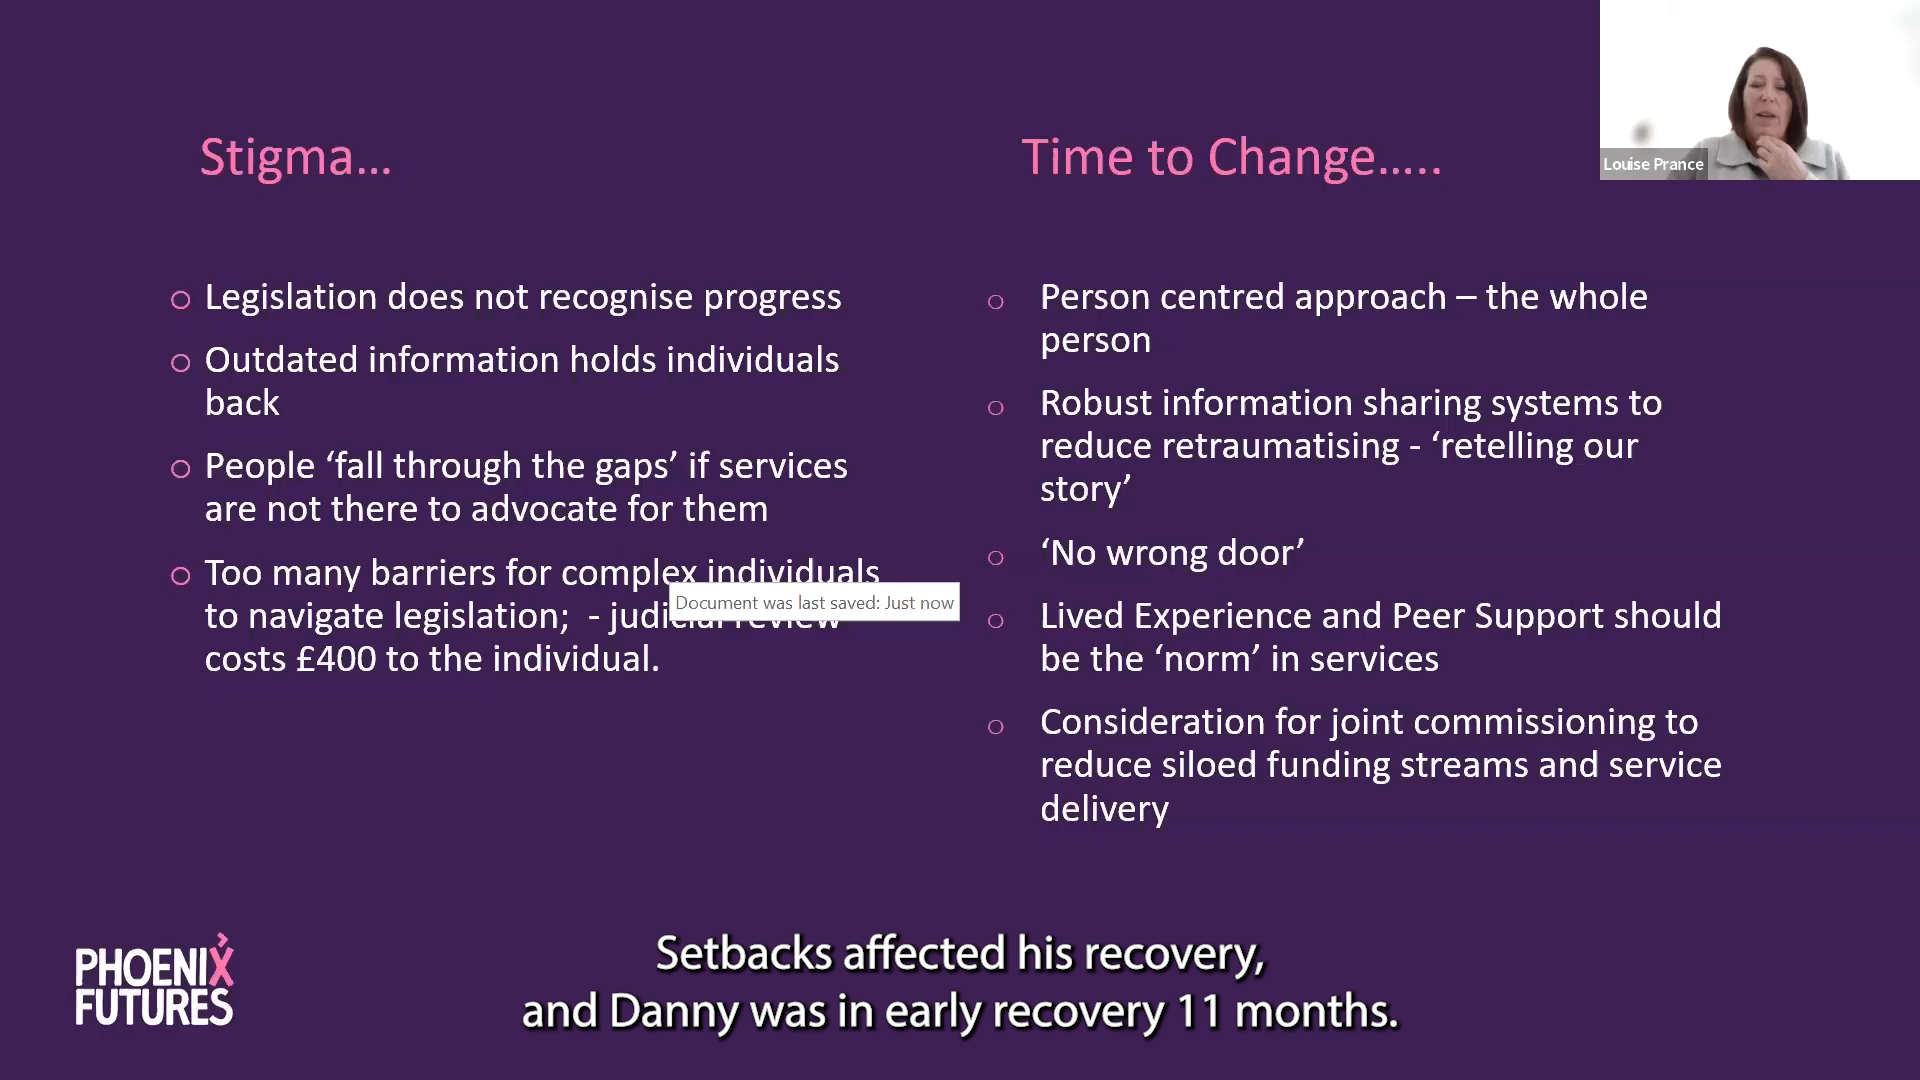 Stigma...
Legislation does not recognise progress
Outdated information holds individuals
back
People ‘fall through the gaps’ if services
are not there to advocate for them
Too many barriers for complex individuals
to navigate legislation;  - judicial review
costs £400 to the individual.
Document was last saved: Just now
Time to Change.....
Person centred approach – the whole
person
Robust information sharing systems to
reduce retraumatising - ‘retelling our
story’
‘No wrong door’
Lived Experience and Peer Support should
be the ‘norm’ in services
Consideration for joint commissioning to
reduce siloed funding streams and service
delivery
Louise Prance
PHOENIX
FUTURES
Setbacks affected his recovery,
and Danny was in early recovery 11 months.